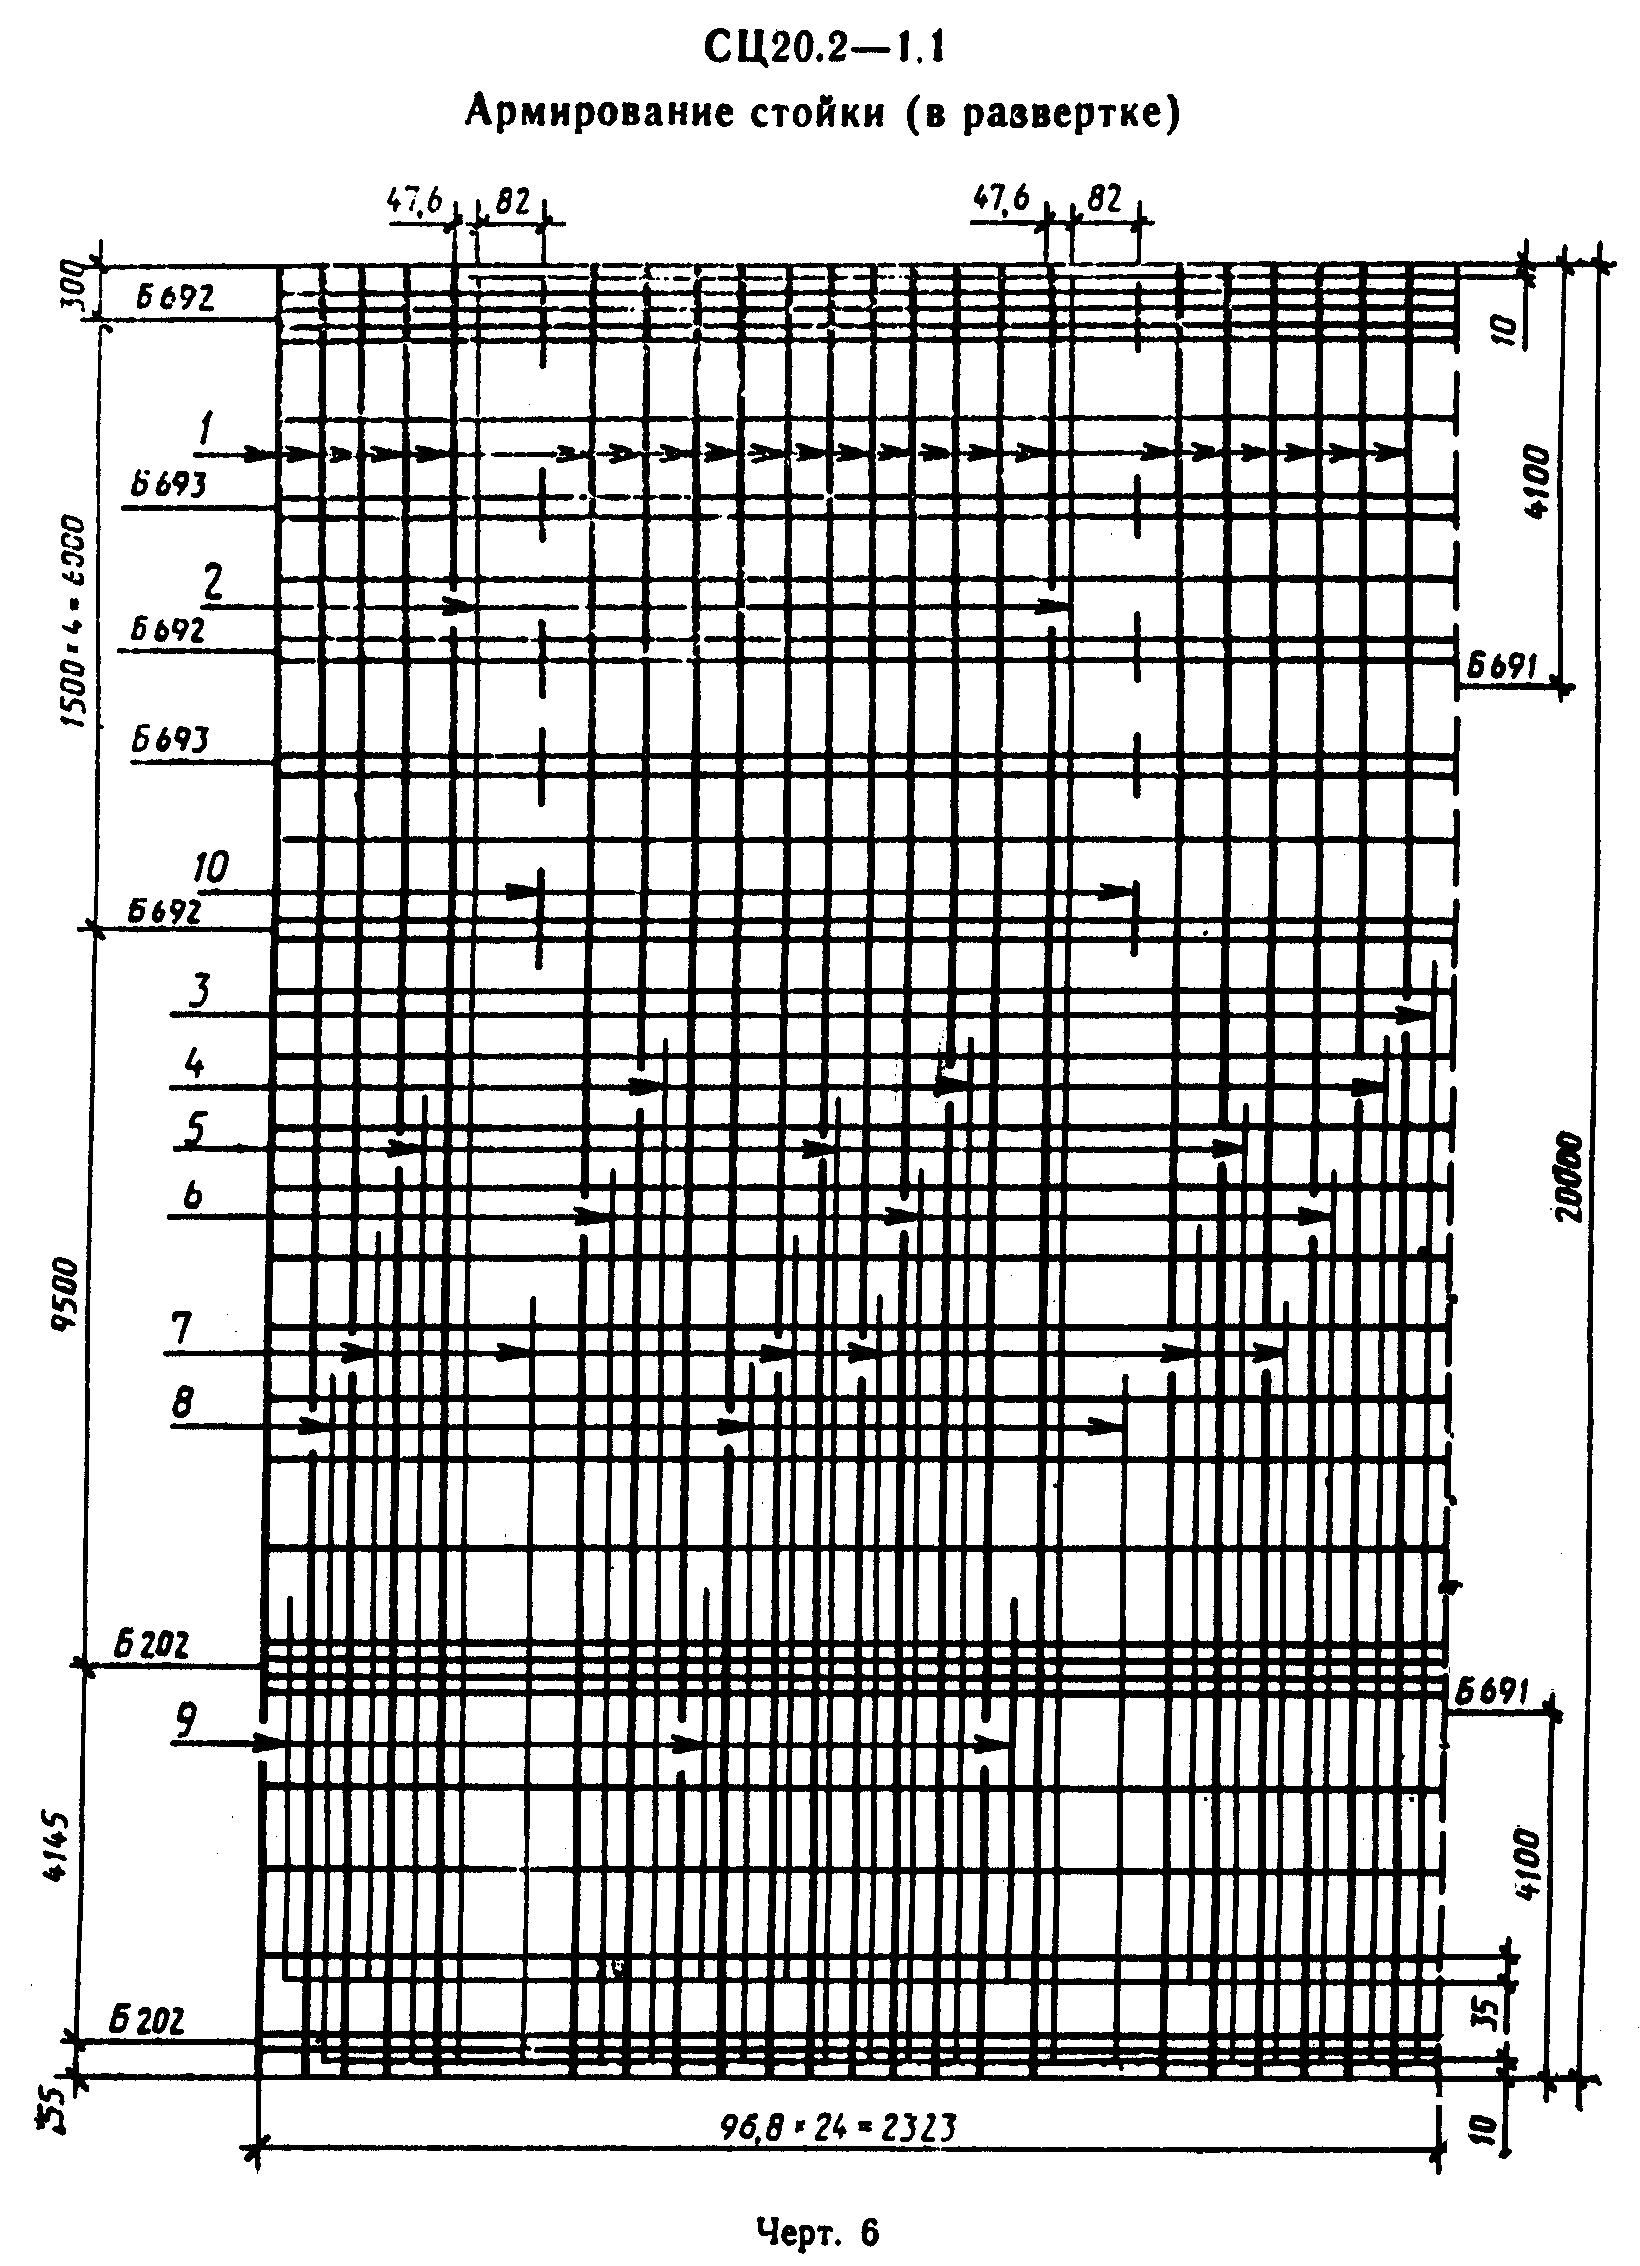 СЦ20.2—1.1
Армирование стойки (в развертке)
47,6 82 47,6 82
300
Б692
10
1
4100
Б693
1500×4=6000
2
Б692
Б691
Б693
10
Б692
3
4
5
20000
6
9500
7
8
Б202
Б691
9
4145
4100
35
Б202
55
96,8×24=2323
10
Черт. 6